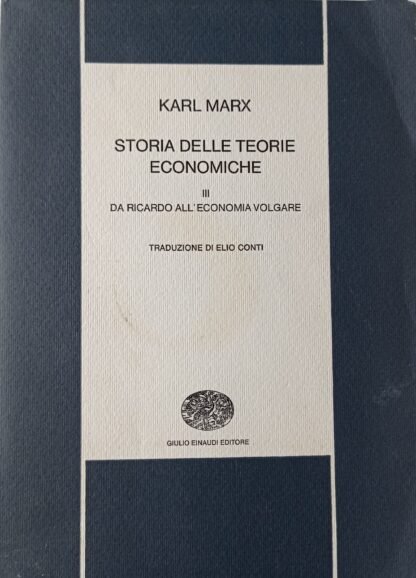 KARL MARX
STORIA DELLE TEORIE
ECONOMICHE
III
DA RICARDO ALL'ECONOMIA VOLGARE
TRADUZIONE DI ELIO CONTI
GIULIO EINAUDI EDITORE